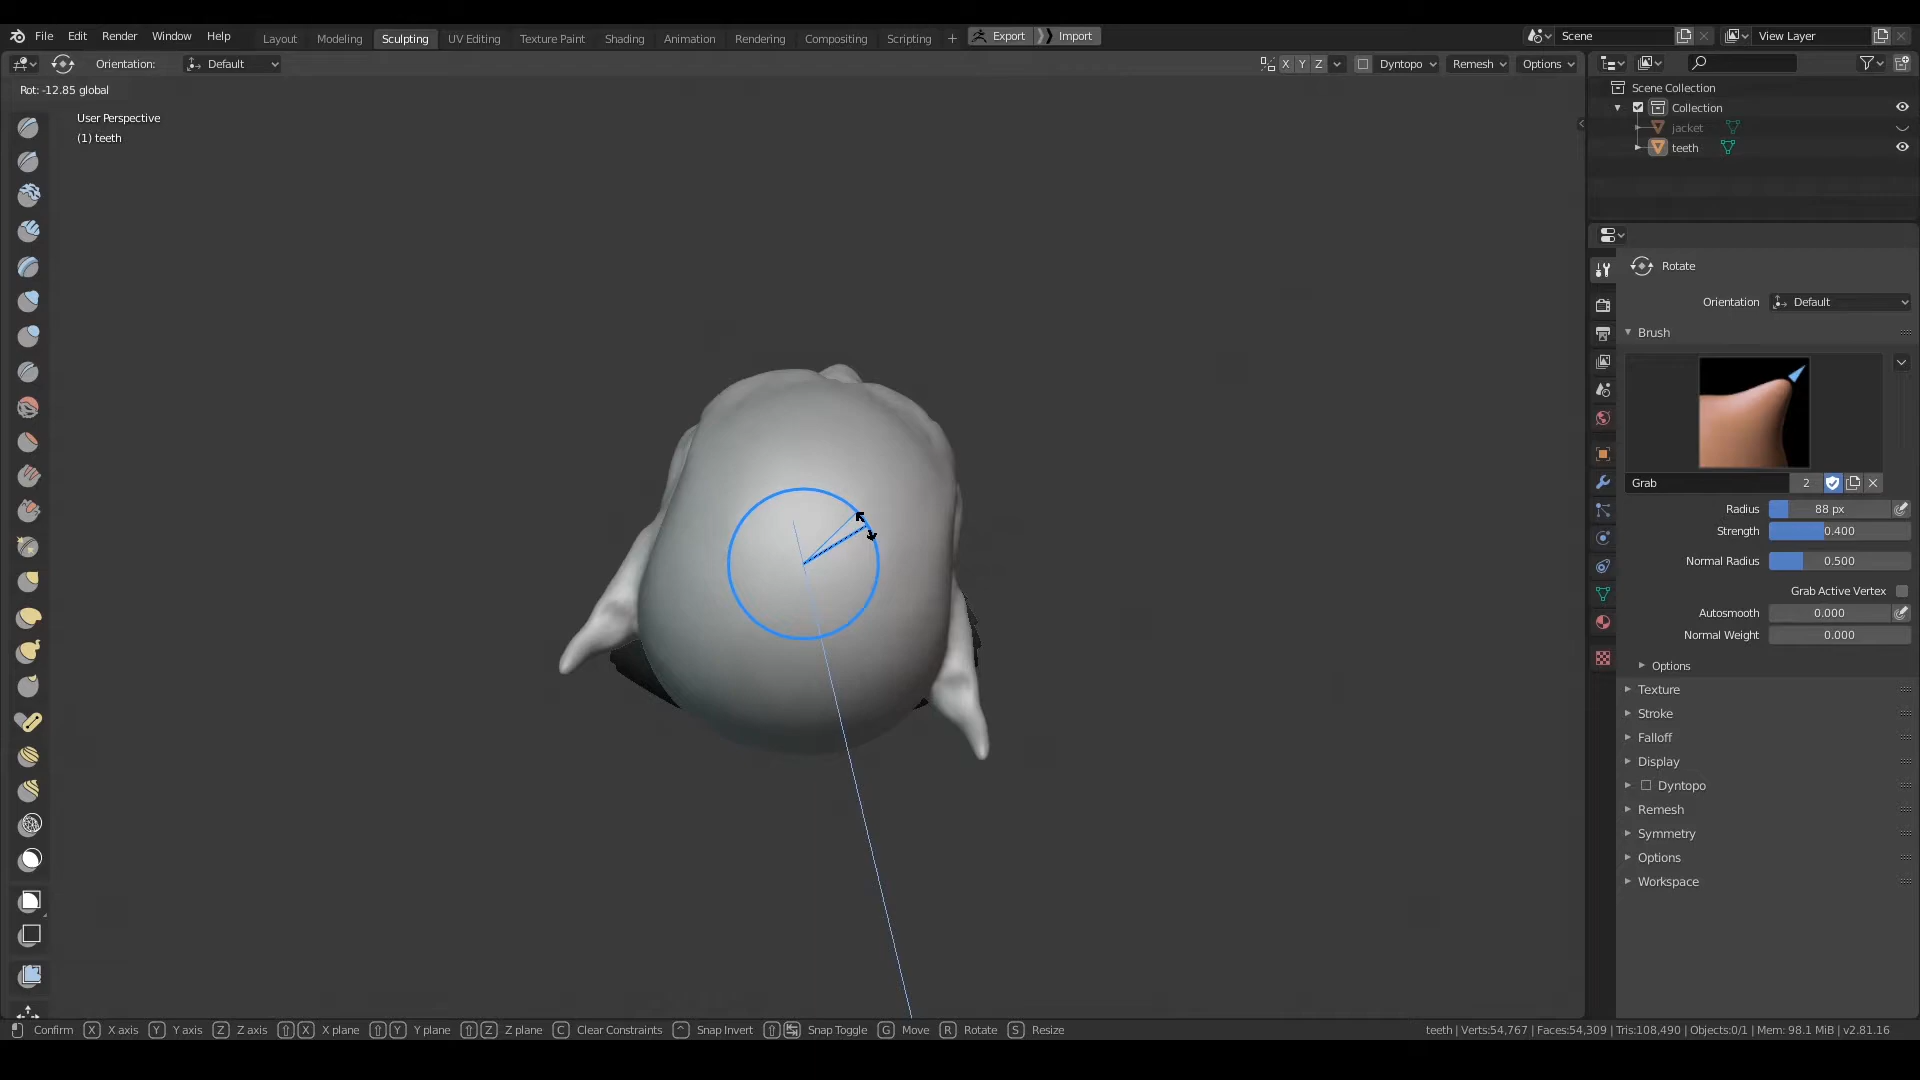 File Edit Render Window Help
Layout Modeling Sculpting UV Editing Texture Paint Shading Animation Rendering Compositing Scripting + Export Import
Scene View Layer
Orientation: Default
X Y Z Dyntopo Remesh Options
Rot: -12.85 global
User Perspective
(1) teeth
Scene Collection
Collection
jacket
teeth
Rotate
Orientation Default
Brush
Grab 2
Radius 88 px
Strength 0.400
Normal Radius 0.500
Grab Active Vertex
Autosmooth 0.000
Normal Weight 0.000
Options
Texture
Stroke
Falloff
Display
Dyntopo
Remesh
Symmetry
Options
Workspace
Confirm X X axis Y Y axis Z Z axis X X plane Y Y plane Z Z plane C Clear Constraints ^ Snap Invert Snap Toggle G Move R Rotate S Resize
teeth | Verts:54,767 | Faces:54,309 | Tris:108,490 | Objects:0/1 | Mem: 98.1 MiB | v2.81.16